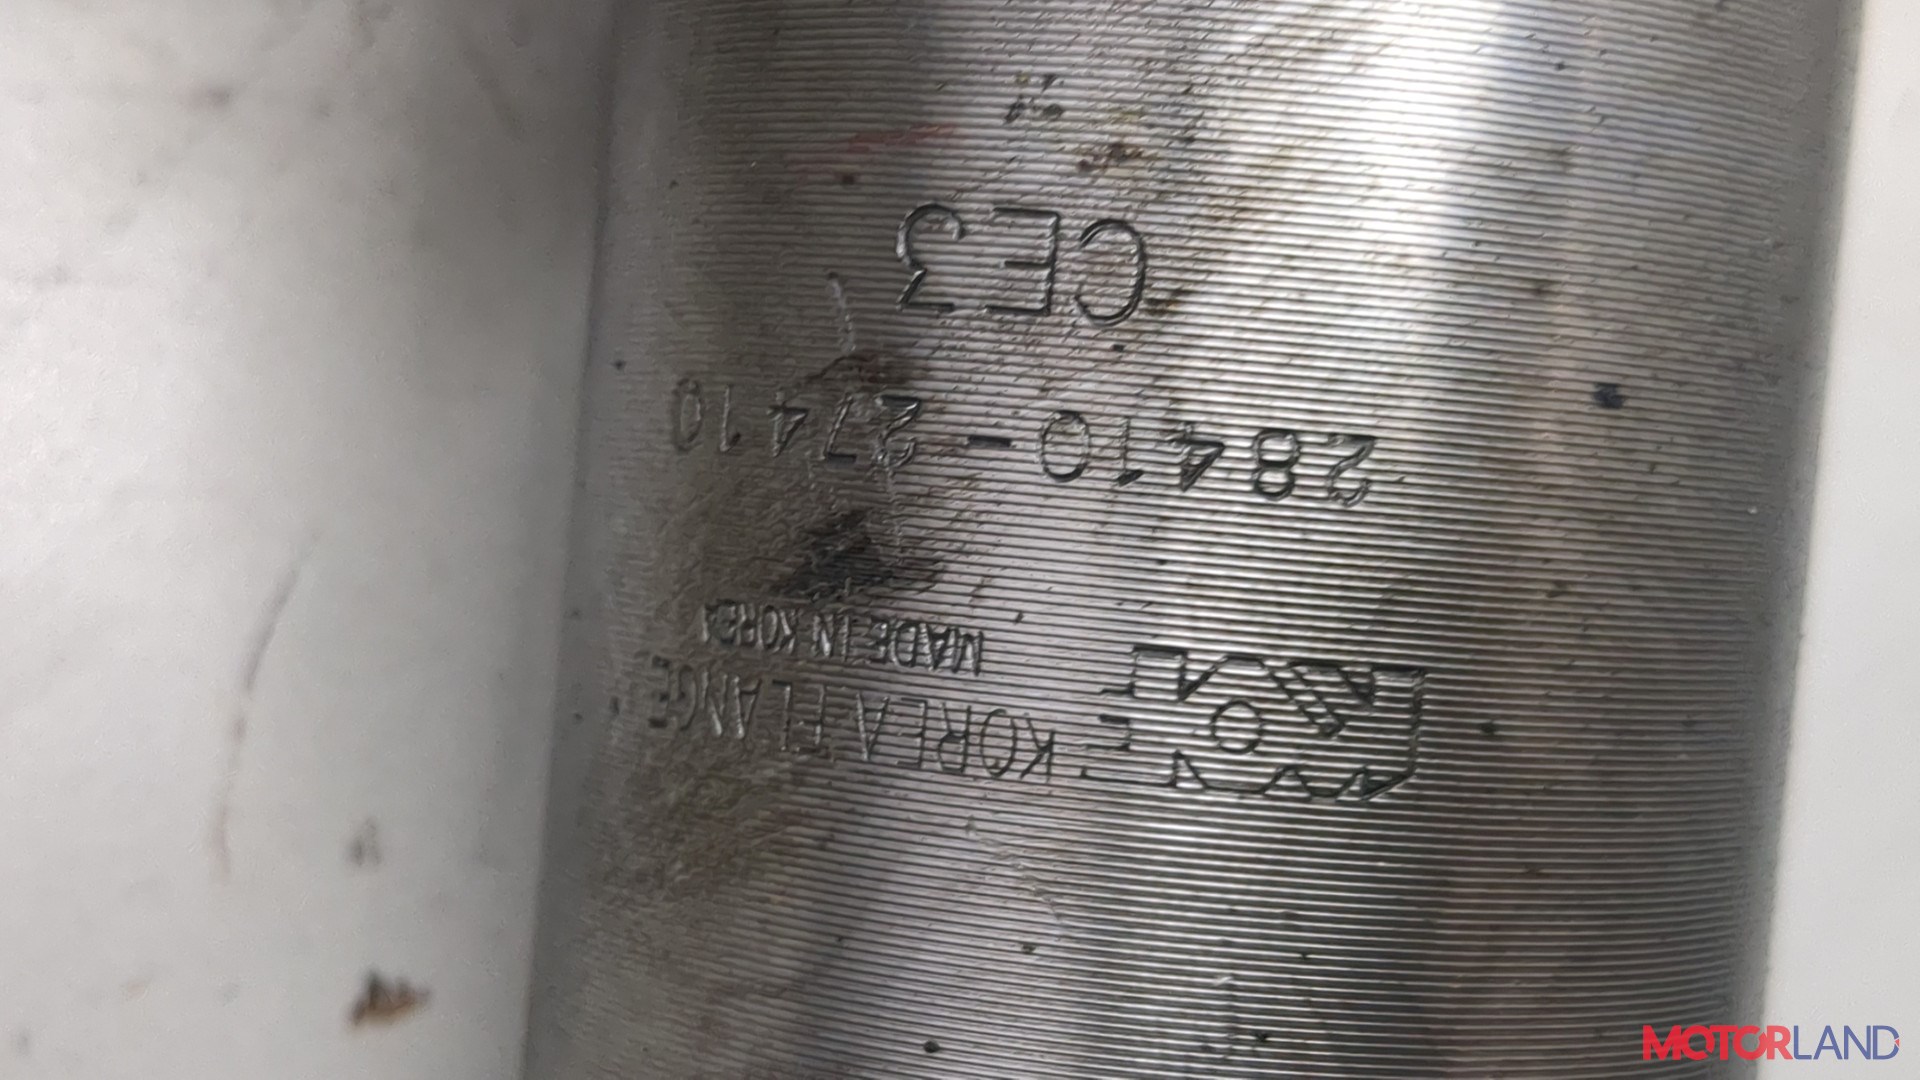 KOREA FLANGE
MADE IN KOREA
28410-27410
CE3
MOTORLAND